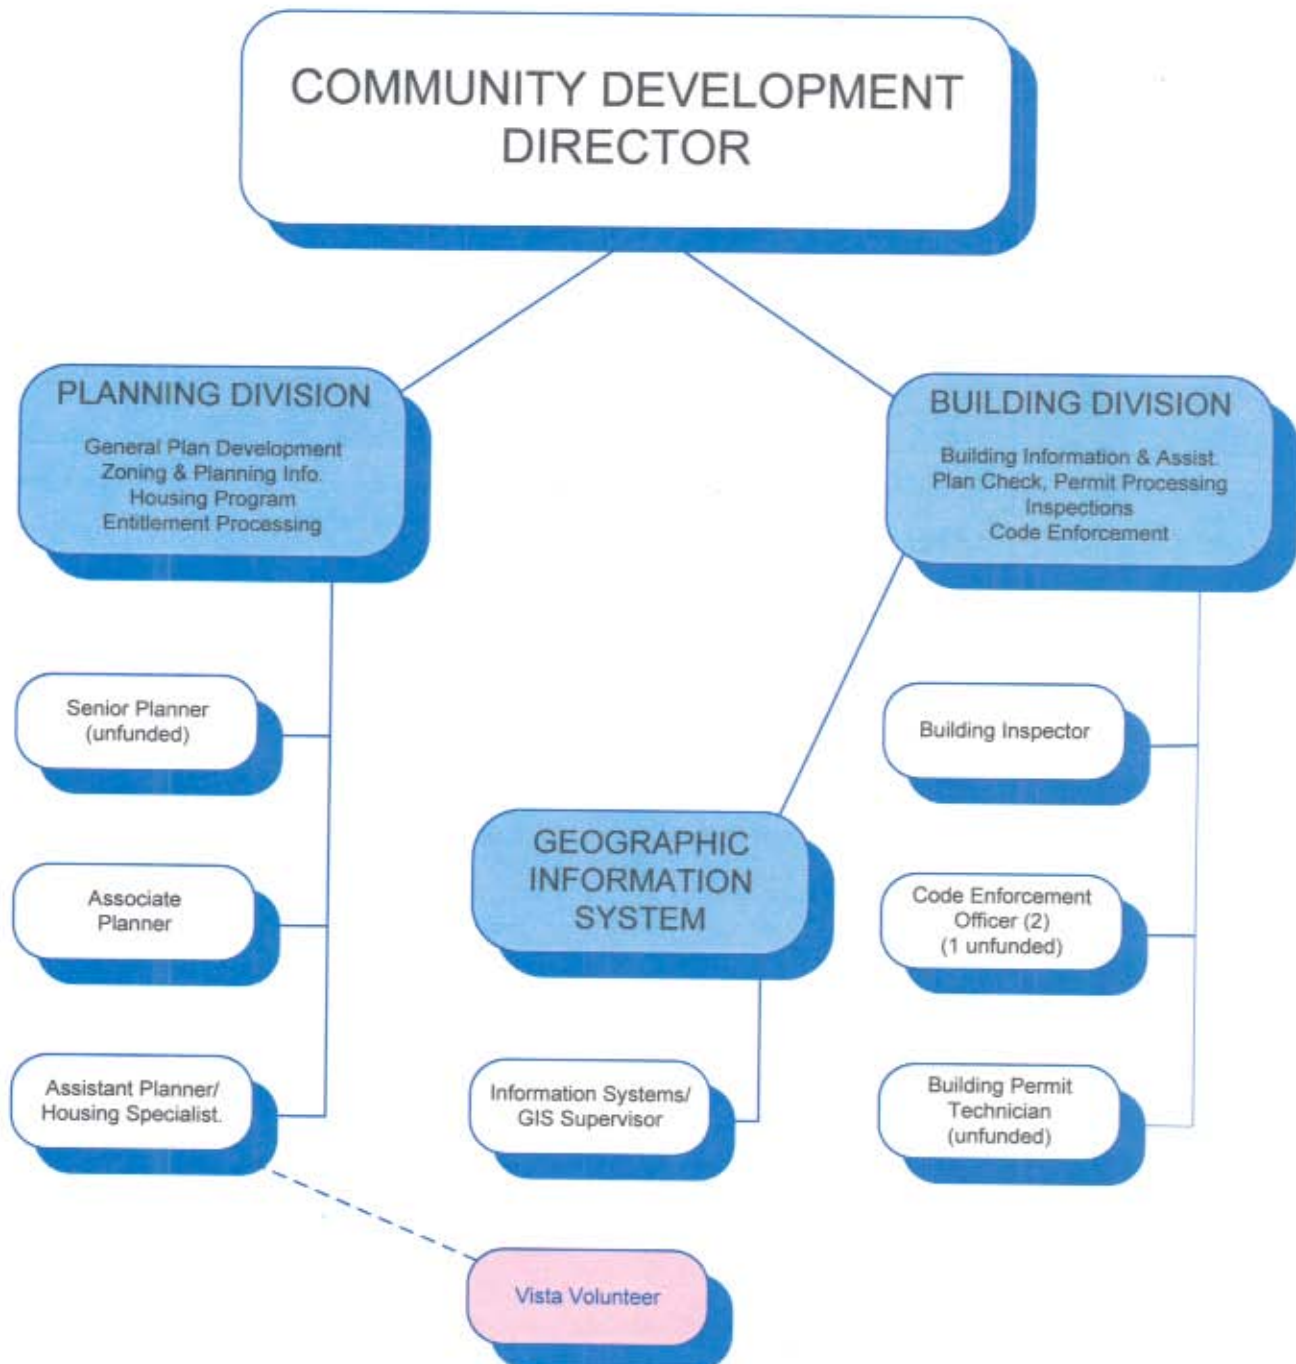 COMMUNITY DEVELOPMENT
DIRECTOR
PLANNING DIVISION
General Plan Development
Zoning & Planning Info.
Housing Program
Entitlement Processing
BUILDING DIVISION
Building Information & Assist.
Plan Check, Permit Processing
Inspections
Code Enforcement
Senior Planner
(unfunded)
Associate
Planner
Assistant Planner/
Housing Specialist.
GEOGRAPHIC
INFORMATION
SYSTEM
Information Systems/
GIS Supervisor
Building Inspector
Code Enforcement
Officer (2)
(1 unfunded)
Building Permit
Technician
(unfunded)
Vista Volunteer